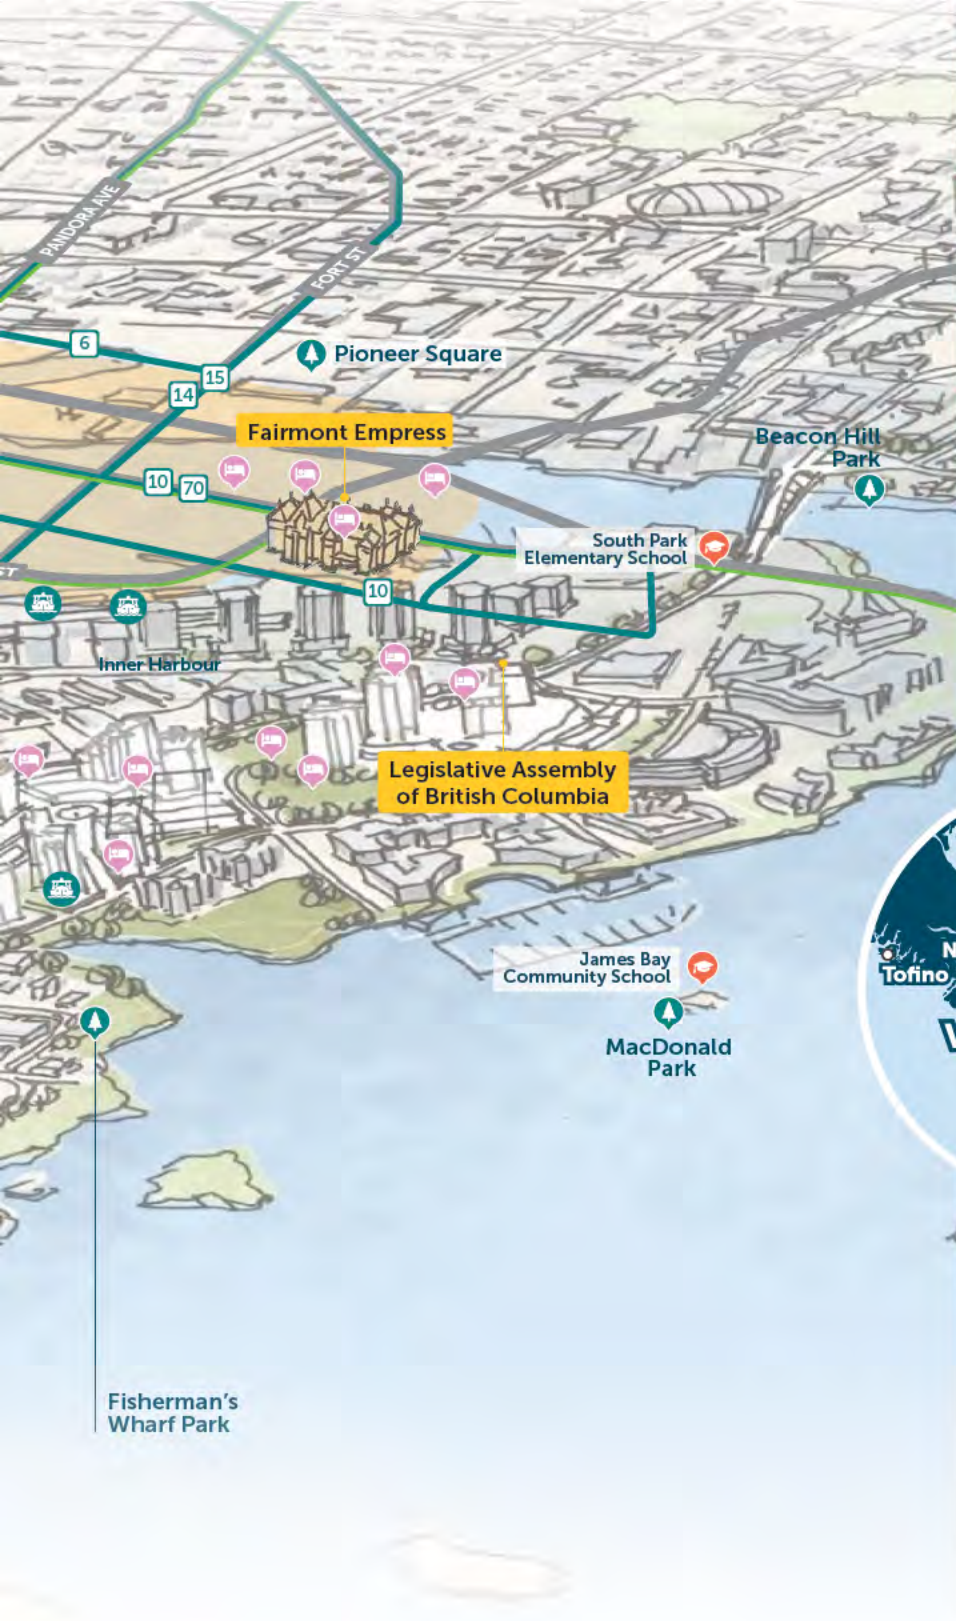 PANDORA AVE
FORT ST
6
Pioneer Square
15
14
Fairmont Empress
Beacon Hill
Park
10
70
South Park
Elementary School
ST
10
Inner Harbour
Legislative Assembly
of British Columbia
James Bay
Community School
N
Tofino
MacDonald
Park
Fisherman's
Wharf Park